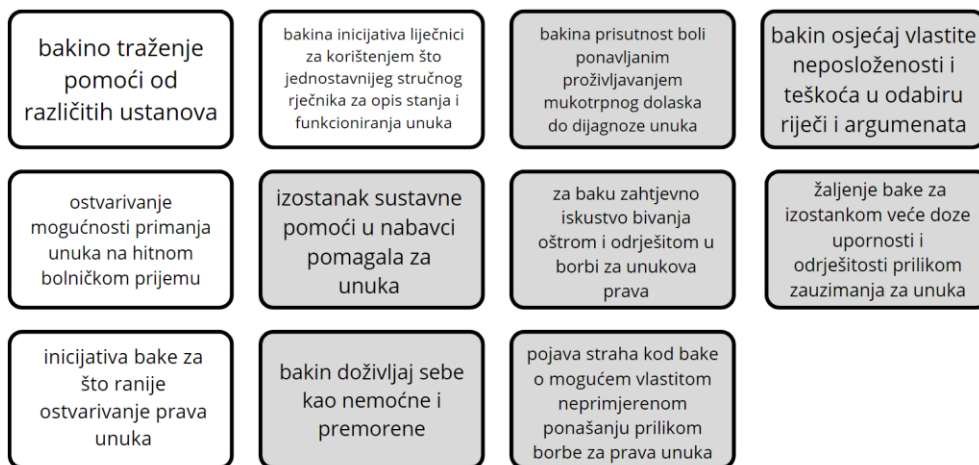 bakino traženje
pomoći od
različitih ustanova
bakina inicijativa liječnici
za korištenjem što
jednostavnijeg stručnog
rječnika za opis stanja i
funkcioniranja unuka
bakina prisutnost boli
ponavljanim
proživljavanjem
mukotrpnog dolaska
do dijagnoze unuka
bakin osjećaj vlastite
neposloženosti i
teškoća u odabiru
riječi i argumenata
ostvarivanje
mogućnosti primanja
unuka na hitnom
bolničkom prijemu
izostanak sustavne
pomoći u nabavci
pomagala za
unuka
za baku zahtjevno
iskustvo bivanja
oštrom i odrješitom u
borbi za unukova
prava
žaljenje bake za
izostankom veće doze
upornosti i
odrješitosti prilikom
zauzimanja za unuka
inicijativa bake za
što ranije
ostvarivanje prava
unuka
bakin doživljaj sebe
kao nemoćne i
premorene
pojava straha kod bake
o mogućem vlastitom
neprimjerenom
ponašanju prilikom
borbe za prava unuka